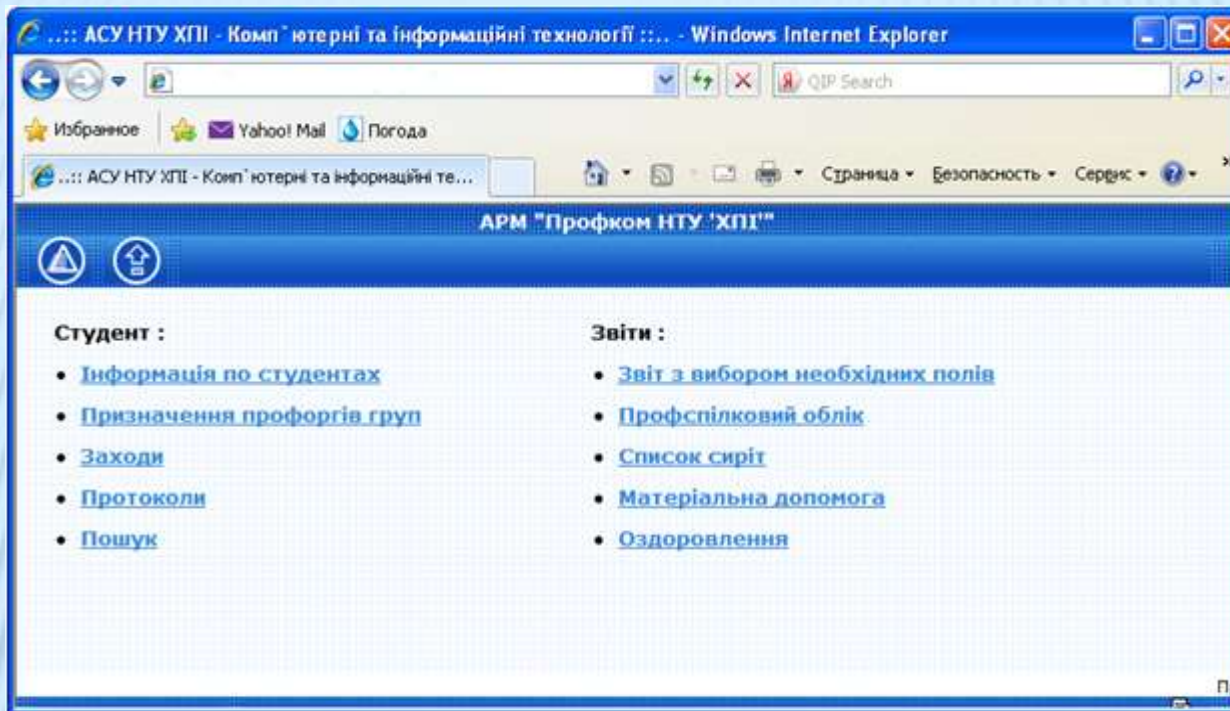 ..:: АСУ НТУ ХПІ - Комп`ютерні та інформаційні технології ::.. - Windows Internet Explorer
QIP Search
Избранное Yahoo! Mail Погода
..:: АСУ НТУ ХПІ - Комп`ютерні та інформаційні те... Страница Безопасность Сервис
АРМ "Профком НТУ 'ХПІ'"
Студент :
• Інформація по студентах
• Призначення профоргів груп
• Заходи
• Протоколи
• Пошук
Звіти :
• Звіт з вибором необхідних полів
• Профспілковий облік
• Список сиріт
• Матеріальна допомога
• Оздоровлення